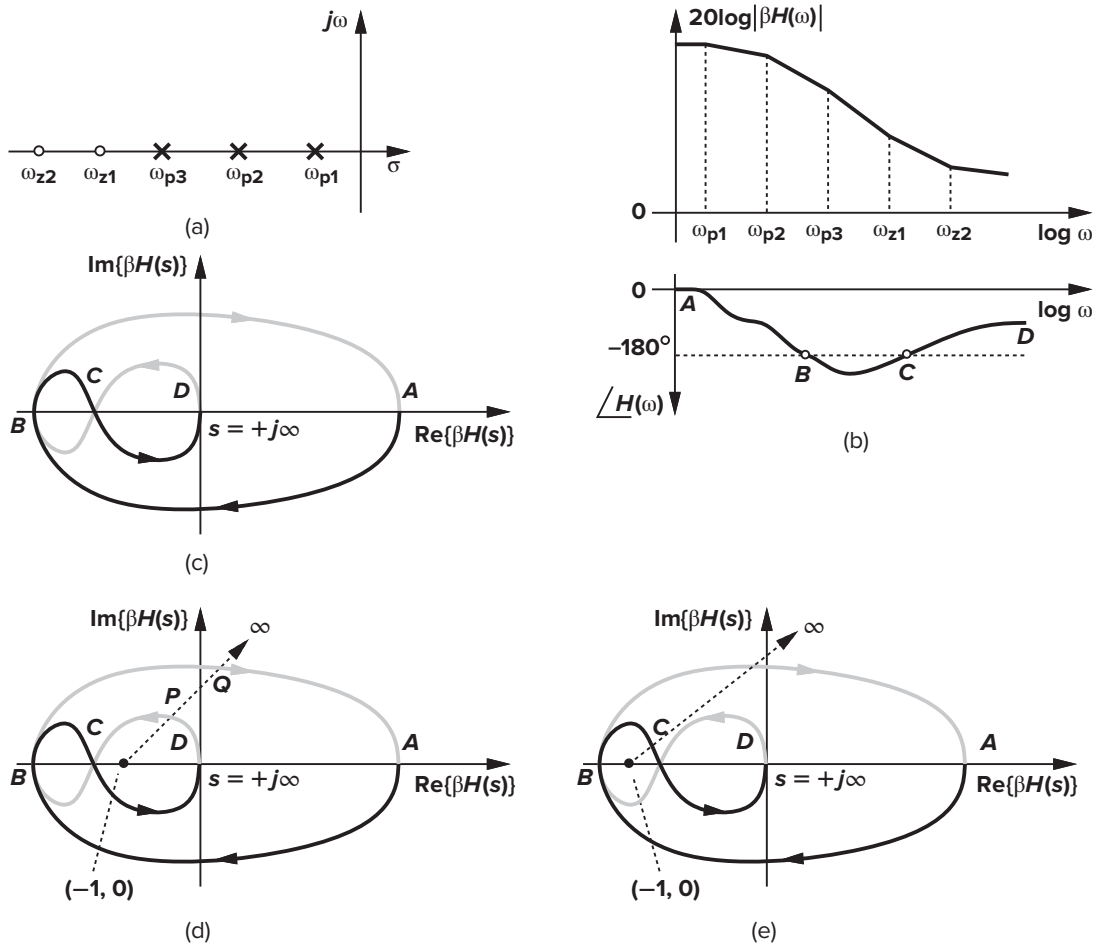 jω
σ
ωz2 ωz1 ωp3 ωp2 ωp1
(a)
20log|βH(ω)|
0
ωp1 ωp2 ωp3 ωz1 ωz2 log ω
0
A
log ω
D
−180°
B C
∠H(ω)
(b)
Im{βH(s)}
C
D
A
B
s = +j∞
Re{βH(s)}
(c)
Im{βH(s)}
∞
P
Q
C
D
A
B
s = +j∞
Re{βH(s)}
(−1, 0)
(d)
Im{βH(s)}
∞
C
D
A
B
s = +j∞
Re{βH(s)}
(−1, 0)
(e)